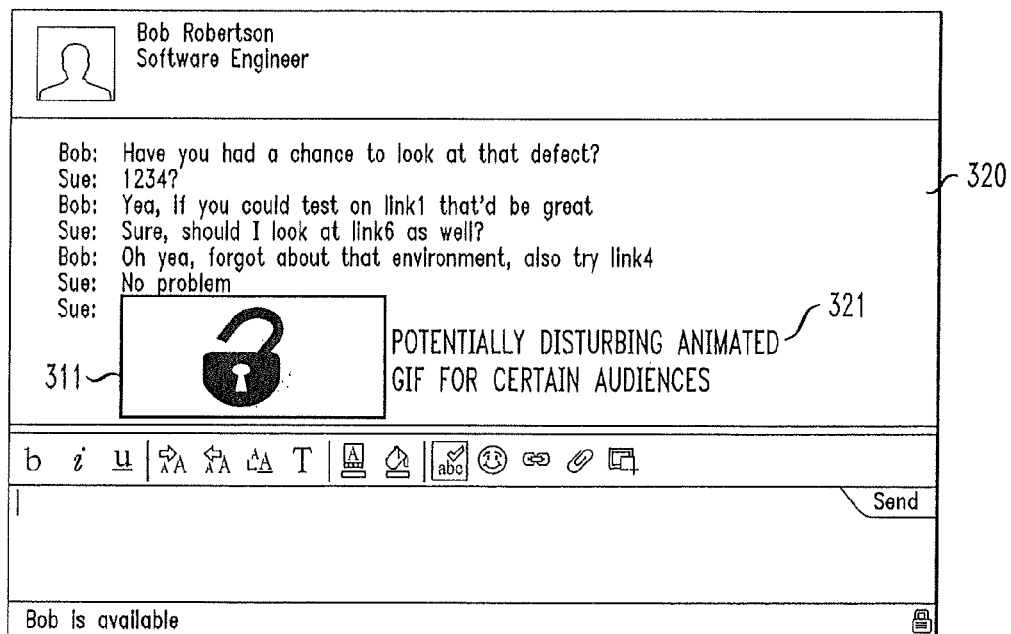 Bob Robertson
Software Engineer
Bob: Have you had a chance to look at that defect?
Sue: 1234?
Bob: Yea, if you could test on link1 that'd be great
Sue: Sure, should I look at link6 as well?
Bob: Oh yea, forgot about that environment, also try link4
Sue: No problem
Sue:
POTENTIALLY DISTURBING ANIMATED
GIF FOR CERTAIN AUDIENCES
320
321
311
b i u A A AA T A abc
Send
Bob is available